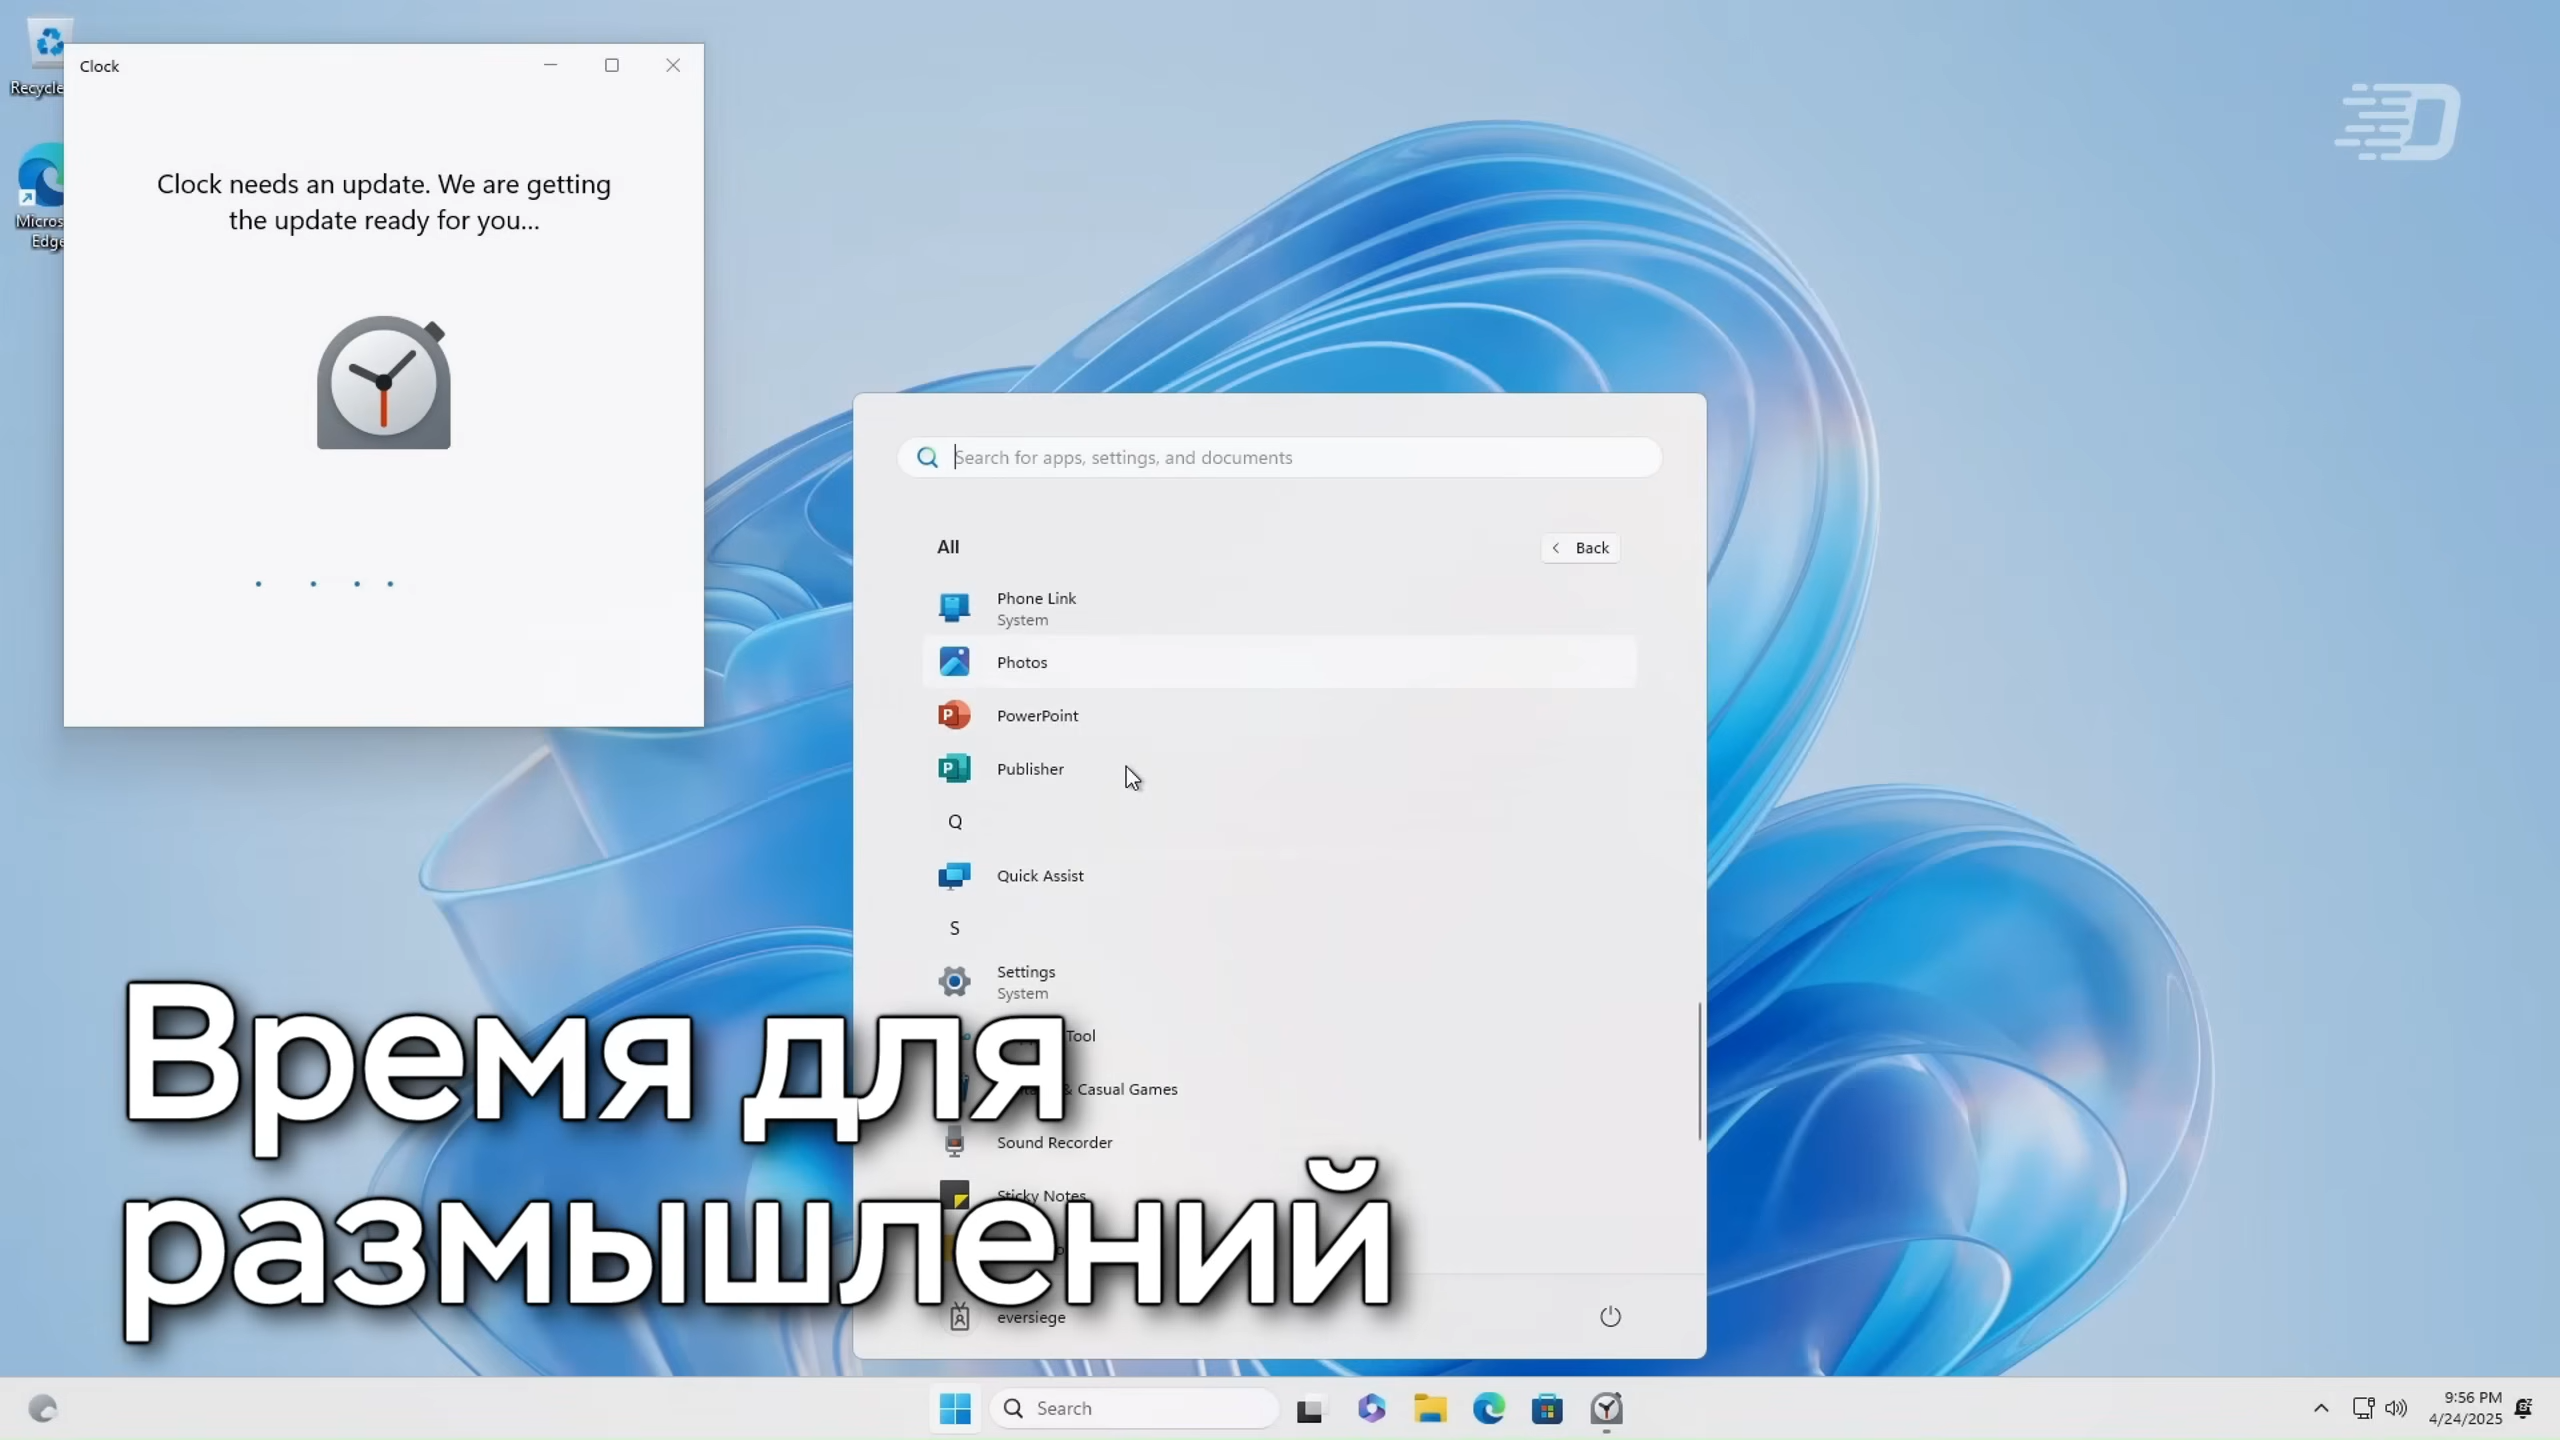 Recycle
Micros
Edge
Clock
Clock needs an update. We are getting
the update ready for you...
Search for apps, settings, and documents
All
Back
Phone Link
System
Photos
PowerPoint
Publisher
Q
Quick Assist
S
Settings
System
Tool
& Casual Games
Sound Recorder
Sticky Notes
eversiege
Время для
размышлений
Search
9:56 PM
4/24/2025